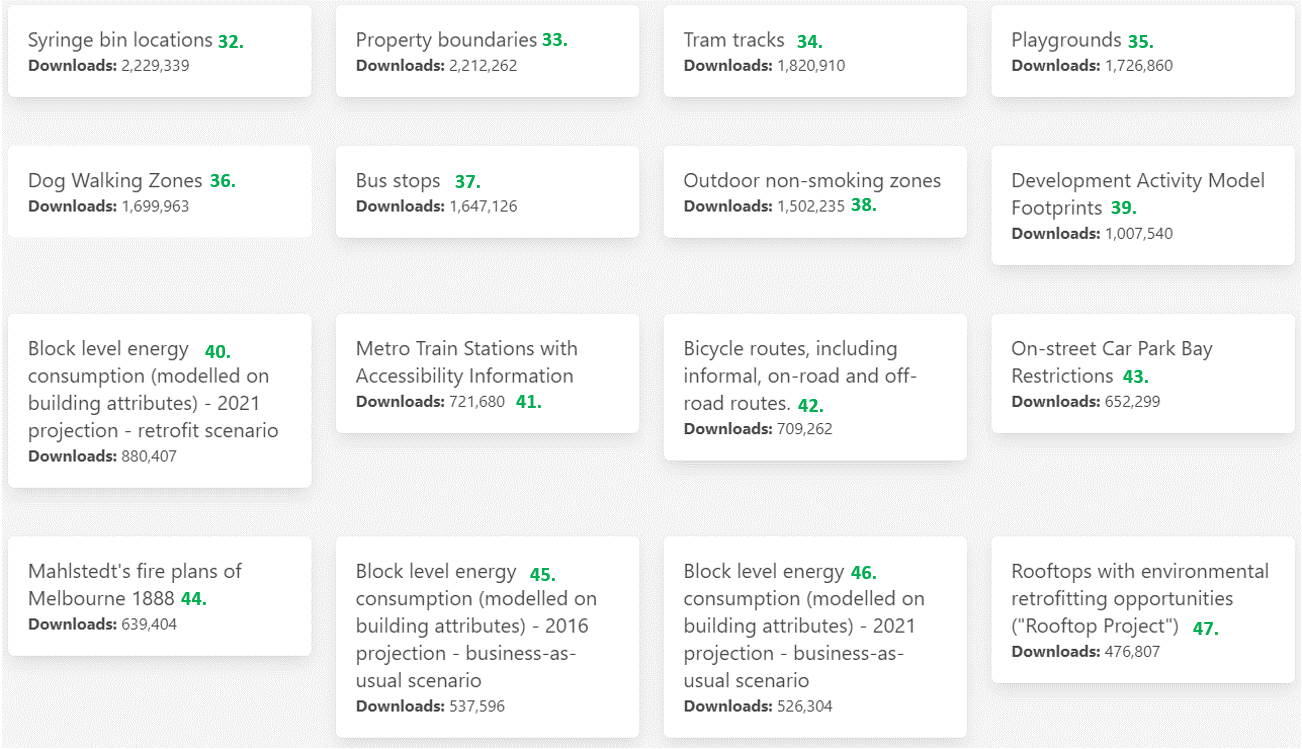 Syringe bin locations 32.
Downloads: 2,229,339
Property boundaries 33.
Downloads: 2,212,262
Tram tracks 34.
Downloads: 1,820,910
Playgrounds 35.
Downloads: 1,726,860
Dog Walking Zones 36.
Downloads: 1,699,963
Bus stops 37.
Downloads: 1,647,126
Outdoor non-smoking zones
Downloads: 1,502,235 38.
Development Activity Model
Footprints 39.
Downloads: 1,007,540
Block level energy 40.
consumption (modelled on
building attributes) - 2021
projection - retrofit scenario
Downloads: 880,407
Metro Train Stations with
Accessibility Information
Downloads: 721,680 41.
Bicycle routes, including
informal, on-road and off-
road routes. 42.
Downloads: 709,262
On-street Car Park Bay
Restrictions 43.
Downloads: 652,299
Mahlstedt's fire plans of
Melbourne 1888 44.
Downloads: 639,404
Block level energy 45.
consumption (modelled on
building attributes) - 2016
projection - business-as-
usual scenario
Downloads: 537,596
Block level energy 46.
consumption (modelled on
building attributes) - 2021
projection - business-as-
usual scenario
Downloads: 526,304
Rooftops with environmental
retrofitting opportunities
("Rooftop Project") 47.
Downloads: 476,807